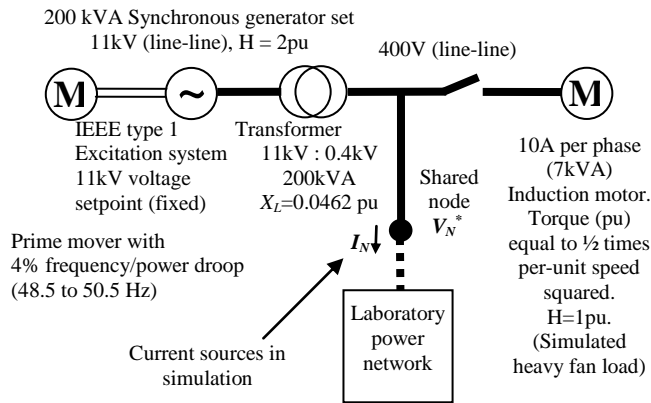 200 kVA Synchronous generator set
11kV (line-line), H = 2pu
400V (line-line)
M
~
M
IEEE type 1
Excitation system
11kV voltage
setpoint (fixed)
Transformer
11kV : 0.4kV
200kVA
X_L=0.0462 pu
Prime mover with
4% frequency/power droop
(48.5 to 50.5 Hz)
Shared
node
V_N*
I_N
10A per phase
(7kVA)
Induction motor.
Torque (pu)
equal to ½ times
per-unit speed
squared.
H=1pu.
(Simulated
heavy fan load)
Laboratory
power
network
Current sources in
simulation